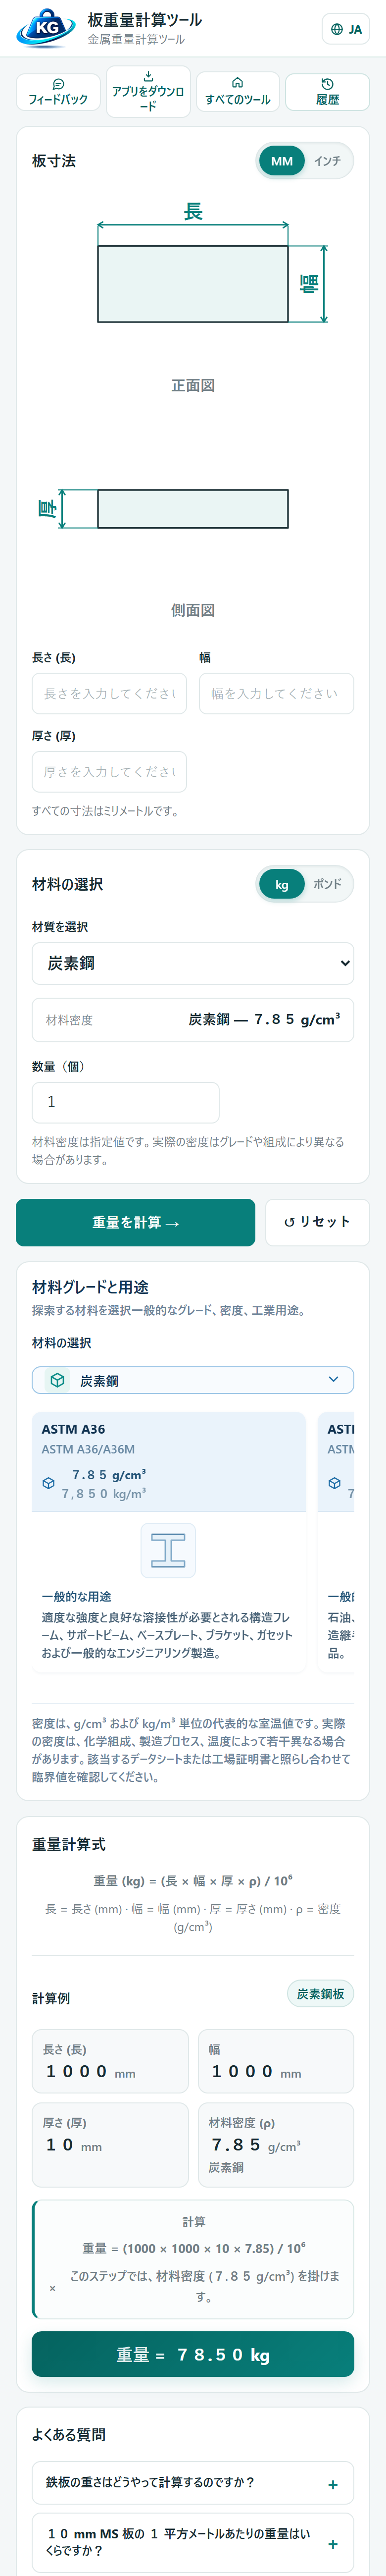 KG
板重量計算ツール
金属重量計算ツール
JA
フィードバック
アプリをダウンロ
ード
すべてのツール
履歴
板寸法
MM
インチ
長
幅
正面図
厚
側面図
長さ (長)
幅
長さを入力してください
幅を入力してください
厚さ (厚)
厚さを入力してください
すべての寸法はミリメートルです。
材料の選択
kg
ポンド
材質を選択
炭素鋼
材料密度
炭素鋼 — 7.85 g/cm³
数量（個）
1
材料密度は指定値です。実際の密度はグレードや組成により異なる
場合があります。
重量を計算 →
↺ リセット
材料グレードと用途
探索する材料を選択一般的なグレード、密度、工業用途。
材料の選択
炭素鋼
ASTM A36
ASTM A36/A36M
7.85 g/cm³
7,850 kg/m³
一般的な用途
適度な強度と良好な溶接性が必要とされる構造フレ
ーム、サポートビーム、ベースプレート、ブラケット、ガセット
および一般的なエンジニアリング製造。
ASTM
ASTM
7
一般的
石油、
造継手
品。
密度は、g/cm³ および kg/m³ 単位の代表的な室温値です。実際
の密度は、化学組成、製造プロセス、温度によって若干異なる場合
があります。該当するデータシートまたは工場証明書と照らし合わせて
臨界値を確認してください。
重量計算式
重量 (kg) = (長 × 幅 × 厚 × ρ) / 10⁶
長 = 長さ (mm) · 幅 = 幅 (mm) · 厚 = 厚さ (mm) · ρ = 密度
(g/cm³)
計算例
炭素鋼板
長さ (長)
1000 mm
幅
1000 mm
厚さ (厚)
10 mm
材料密度 (ρ)
7.85 g/cm³
炭素鋼
計算
重量 = (1000 × 1000 × 10 × 7.85) / 10⁶
× このステップでは、材料密度 (7.85 g/cm³) を掛けま
す。
重量 = 78.50 kg
よくある質問
鉄板の重さはどうやって計算するのですか？
+
10 mm MS 板の 1 平方メートルあたりの重量はい
くらですか？
+